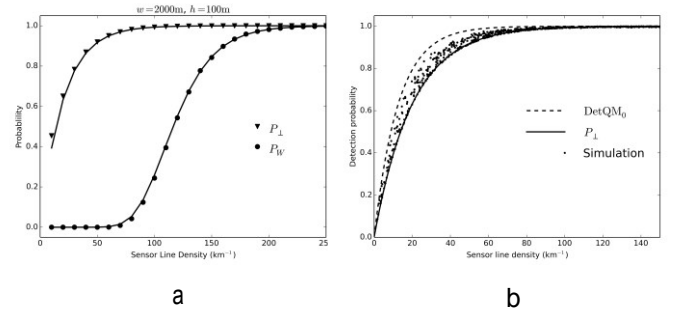 w=2000m, h=100m
1.0
0.8
0.6
0.4
0.2
0.0
Probability
0
50
100
150
200
250
Sensor Line Density (km⁻¹)
P⊥
P_W
a
1.0
0.8
0.6
0.4
0.2
0.0
Detection probability
0
20
40
60
80
100
120
140
Sensor line density (km⁻¹)
DetQM₀
P⊥
Simulation
b